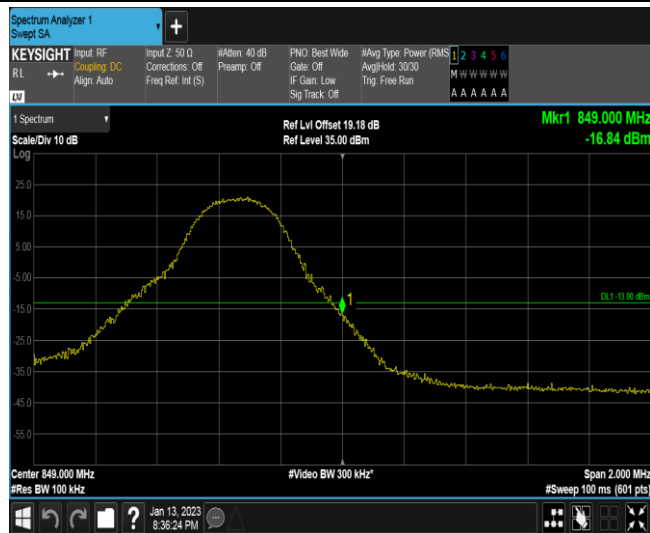 Spectrum Analyzer 1
Swept SA
+
KEYSIGHT
RL
Input: RF
Coupling: DC
Align: Auto
Input Z: 50 Ω
Corrections: Off
Freq Ref: Int (S)
#Atten: 40 dB
Preamp: Off
PNO: Best Wide
Gate: Off
IF Gain: Low
Sig Track: Off
#Avg Type: Power (RMS
Avg|Hold: 30/30
Trig: Free Run
1 2 3 4 5 6
M W W W W W
A A A A A A
1 Spectrum
Scale/Div 10 dB
Log
Ref Lvl Offset 19.18 dB
Ref Level 35.00 dBm
Mkr1 849.000 MHz
-16.84 dBm
25.0
15.0
5.00
-5.00
-15.0
-25.0
-35.0
-45.0
-55.0
1
DL1 -13.00 dBm
Center 849.000 MHz
#Res BW 100 kHz
#Video BW 300 kHz*
Span 2.000 MHz
#Sweep 100 ms (601 pts)
?
Jan 13, 2023
8:36:24 PM